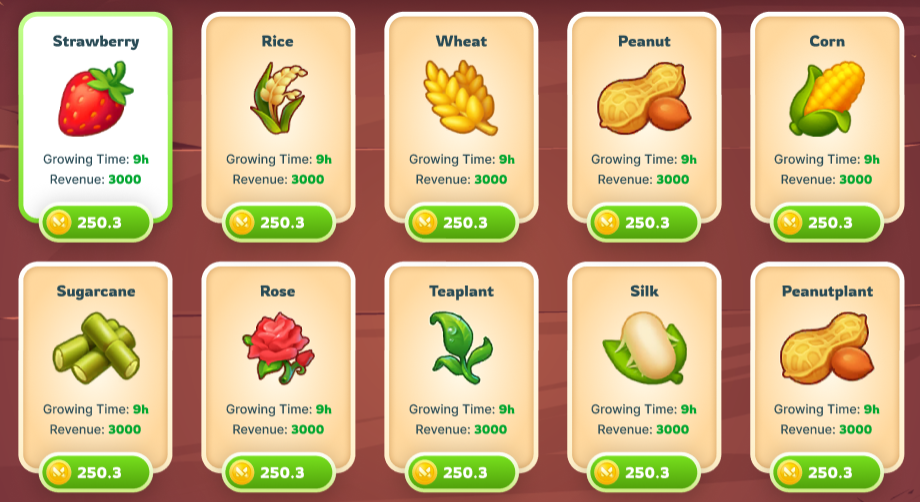 Strawberry
Growing Time: 9h
Revenue: 3000
250.3
Rice
Growing Time: 9h
Revenue: 3000
250.3
Wheat
Growing Time: 9h
Revenue: 3000
250.3
Peanut
Growing Time: 9h
Revenue: 3000
250.3
Corn
Growing Time: 9h
Revenue: 3000
250.3
Sugarcane
Growing Time: 9h
Revenue: 3000
250.3
Rose
Growing Time: 9h
Revenue: 3000
250.3
Teaplant
Growing Time: 9h
Revenue: 3000
250.3
Silk
Growing Time: 9h
Revenue: 3000
250.3
Peanutplant
Growing Time: 9h
Revenue: 3000
250.3